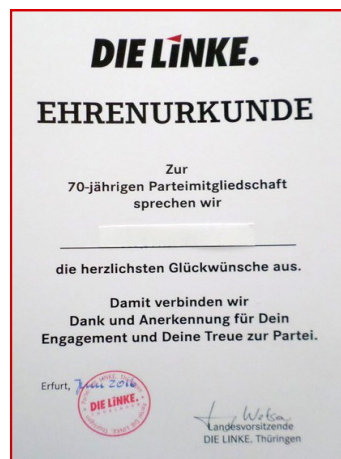 DIE LINKE.
EHRENURKUNDE
Zur
70-jährigen Parteimitgliedschaft
sprechen wir
die herzlichsten Glückwünsche aus.
Damit verbinden wir
Dank und Anerkennung für Dein
Engagement und Deine Treue zur Partei.
Erfurt, Juni 2016
DIE LINKE.
Landesvorsitzende
DIE LINKE. Thüringen